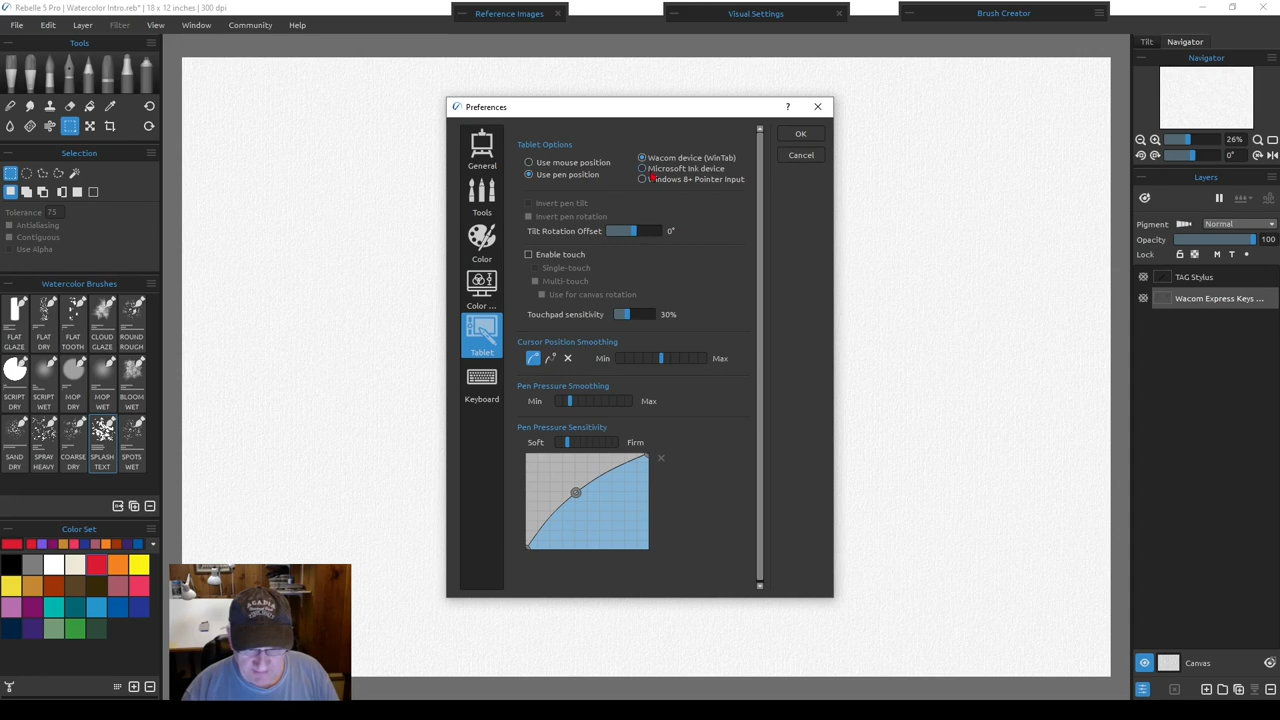 Rebelle 5 Pro | Watercolor Intro.reb* | 18 x 12 inches | 300 dpi
Reference Images
Visual Settings
Brush Creator
File Edit Layer Filter View Window Community Help
Tools
Selection
Tolerance 75
Antialiasing
Contiguous
Use Alpha
Watercolor Brushes
FLAT GLAZE
FLAT DRY
FLAT TOOTH
CLOUD GLAZE
ROUND ROUGH
SCRIPT DRY
SCRIPT WET
MOP DRY
MOP WET
BLOOM WET
SAND DRY
SPRAY HEAVY
COARSE DRY
SPLASH TEXT
SPOTS WET
Color Set
ACADIA
Preferences
?
General
Tools
Color
Color ...
Tablet
Keyboard
Tablet Options
Use mouse position
Use pen position
Wacom device (WinTab)
Microsoft Ink device
Windows 8+ Pointer Input
Invert pen tilt
Invert pen rotation
Tilt Rotation Offset 0°
Enable touch
Single-touch
Multi-touch
Use for canvas rotation
Touchpad sensitivity 30%
Cursor Position Smoothing
Min Max
Pen Pressure Smoothing
Min Max
Pen Pressure Sensitivity
Soft Firm
OK
Cancel
Tilt Navigator
Navigator
26%
0°
Layers
Pigment Normal
Opacity 100
Lock M T
TAG Stylus
Wacom Express Keys ...
Canvas